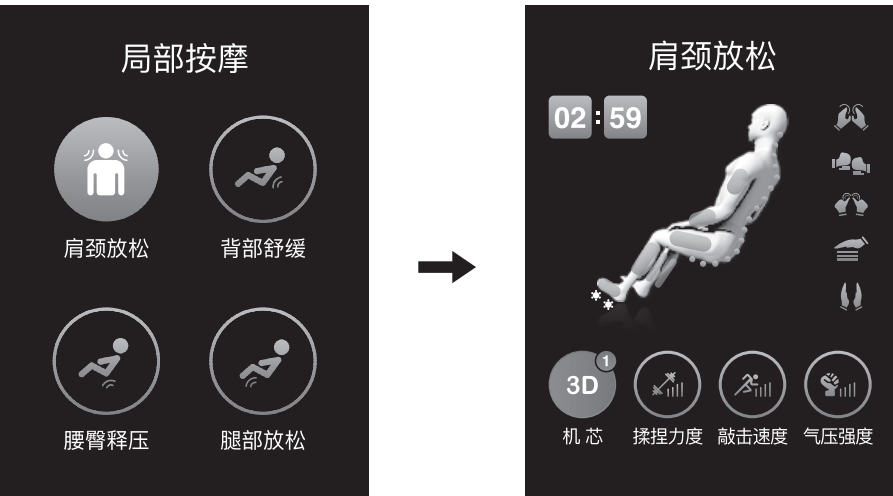 局部按摩
肩颈放松
背部舒缓
腰臀释压
腿部放松
肩颈放松
02:59
3D
1
机芯
揉捏力度
敲击速度
气压强度